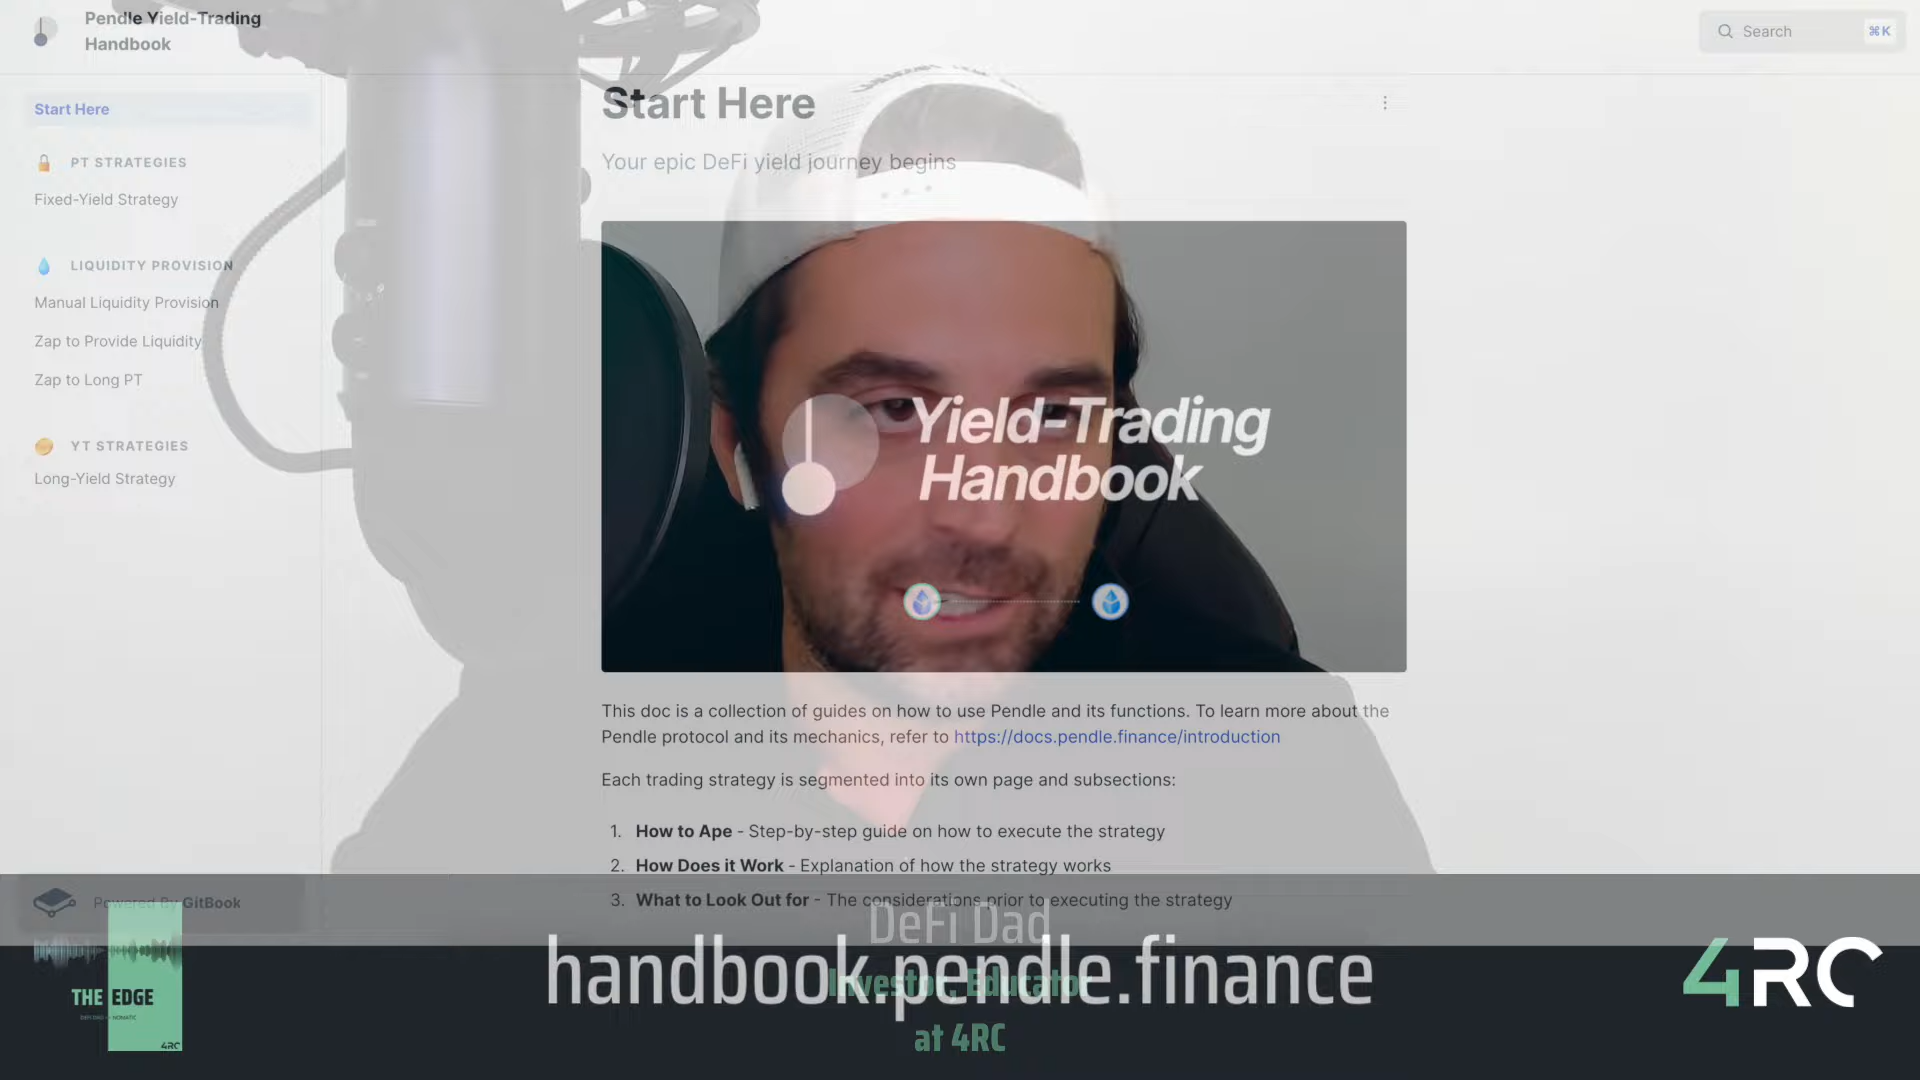 Pendle Yield-Trading
Handbook
Search
⌘K
Start Here
PT STRATEGIES
Fixed-Yield Strategy
LIQUIDITY PROVISION
Manual Liquidity Provision
Zap to Provide Liquidity
Zap to Long PT
YT STRATEGIES
Long-Yield Strategy
Powered By GitBook
Start Here
Your epic DeFi yield journey begins
Yield-Trading
Handbook
This doc is a collection of guides on how to use Pendle and its functions. To learn more about the
Pendle protocol and its mechanics, refer to https://docs.pendle.finance/introduction
Each trading strategy is segmented into its own page and subsections:
1. How to Ape - Step-by-step guide on how to execute the strategy
2. How Does it Work - Explanation of how the strategy works
3. What to Look Out for - The considerations prior to executing the strategy
DeFi Dad
handbook.pendle.finance
Investor, Educator
at 4RC
THE EDGE
4RC
4RC